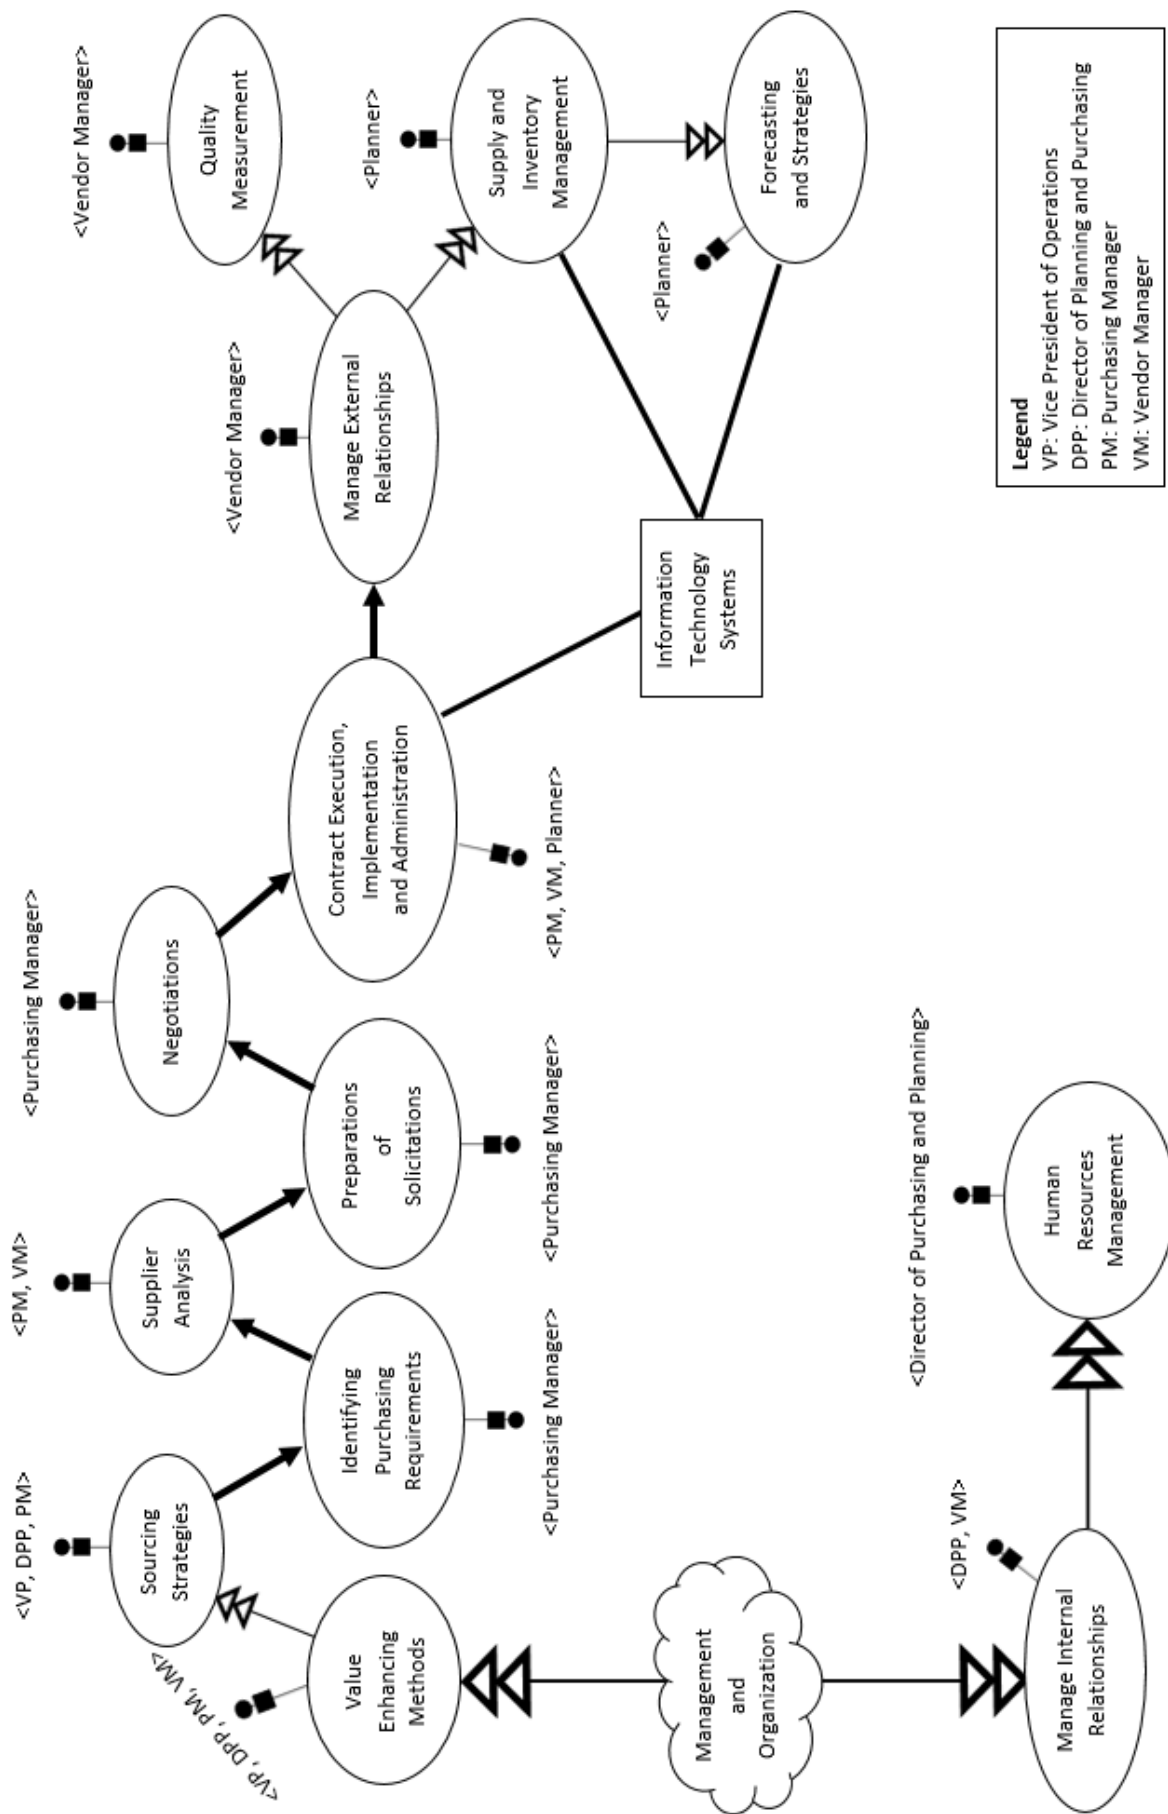 <VP, DPP, PM, VM>
Value
Enhancing
Methods
<VP, DPP, PM>
Sourcing
Strategies
Identifying
Purchasing
Requirements
<Purchasing Manager>
<PM, VM>
Supplier
Analysis
Preparations
of
Solicitations
<Purchasing Manager>
<Purchasing Manager>
Negotiations
Contract Execution,
Implementation
and Administration
<PM, VM, Planner>
<Vendor Manager>
Manage External
Relationships
<Vendor Manager>
Quality
Measurement
<Planner>
Supply and
Inventory
Management
<Planner>
Forecasting
and Strategies
Information
Technology
Systems
Management
and
Organization
<DPP, VM>
Manage Internal
Relationships
<Director of Purchasing and Planning>
Human
Resources
Management
Legend
VP: Vice President of Operations
DPP: Director of Planning and Purchasing
PM: Purchasing Manager
VM: Vendor Manager